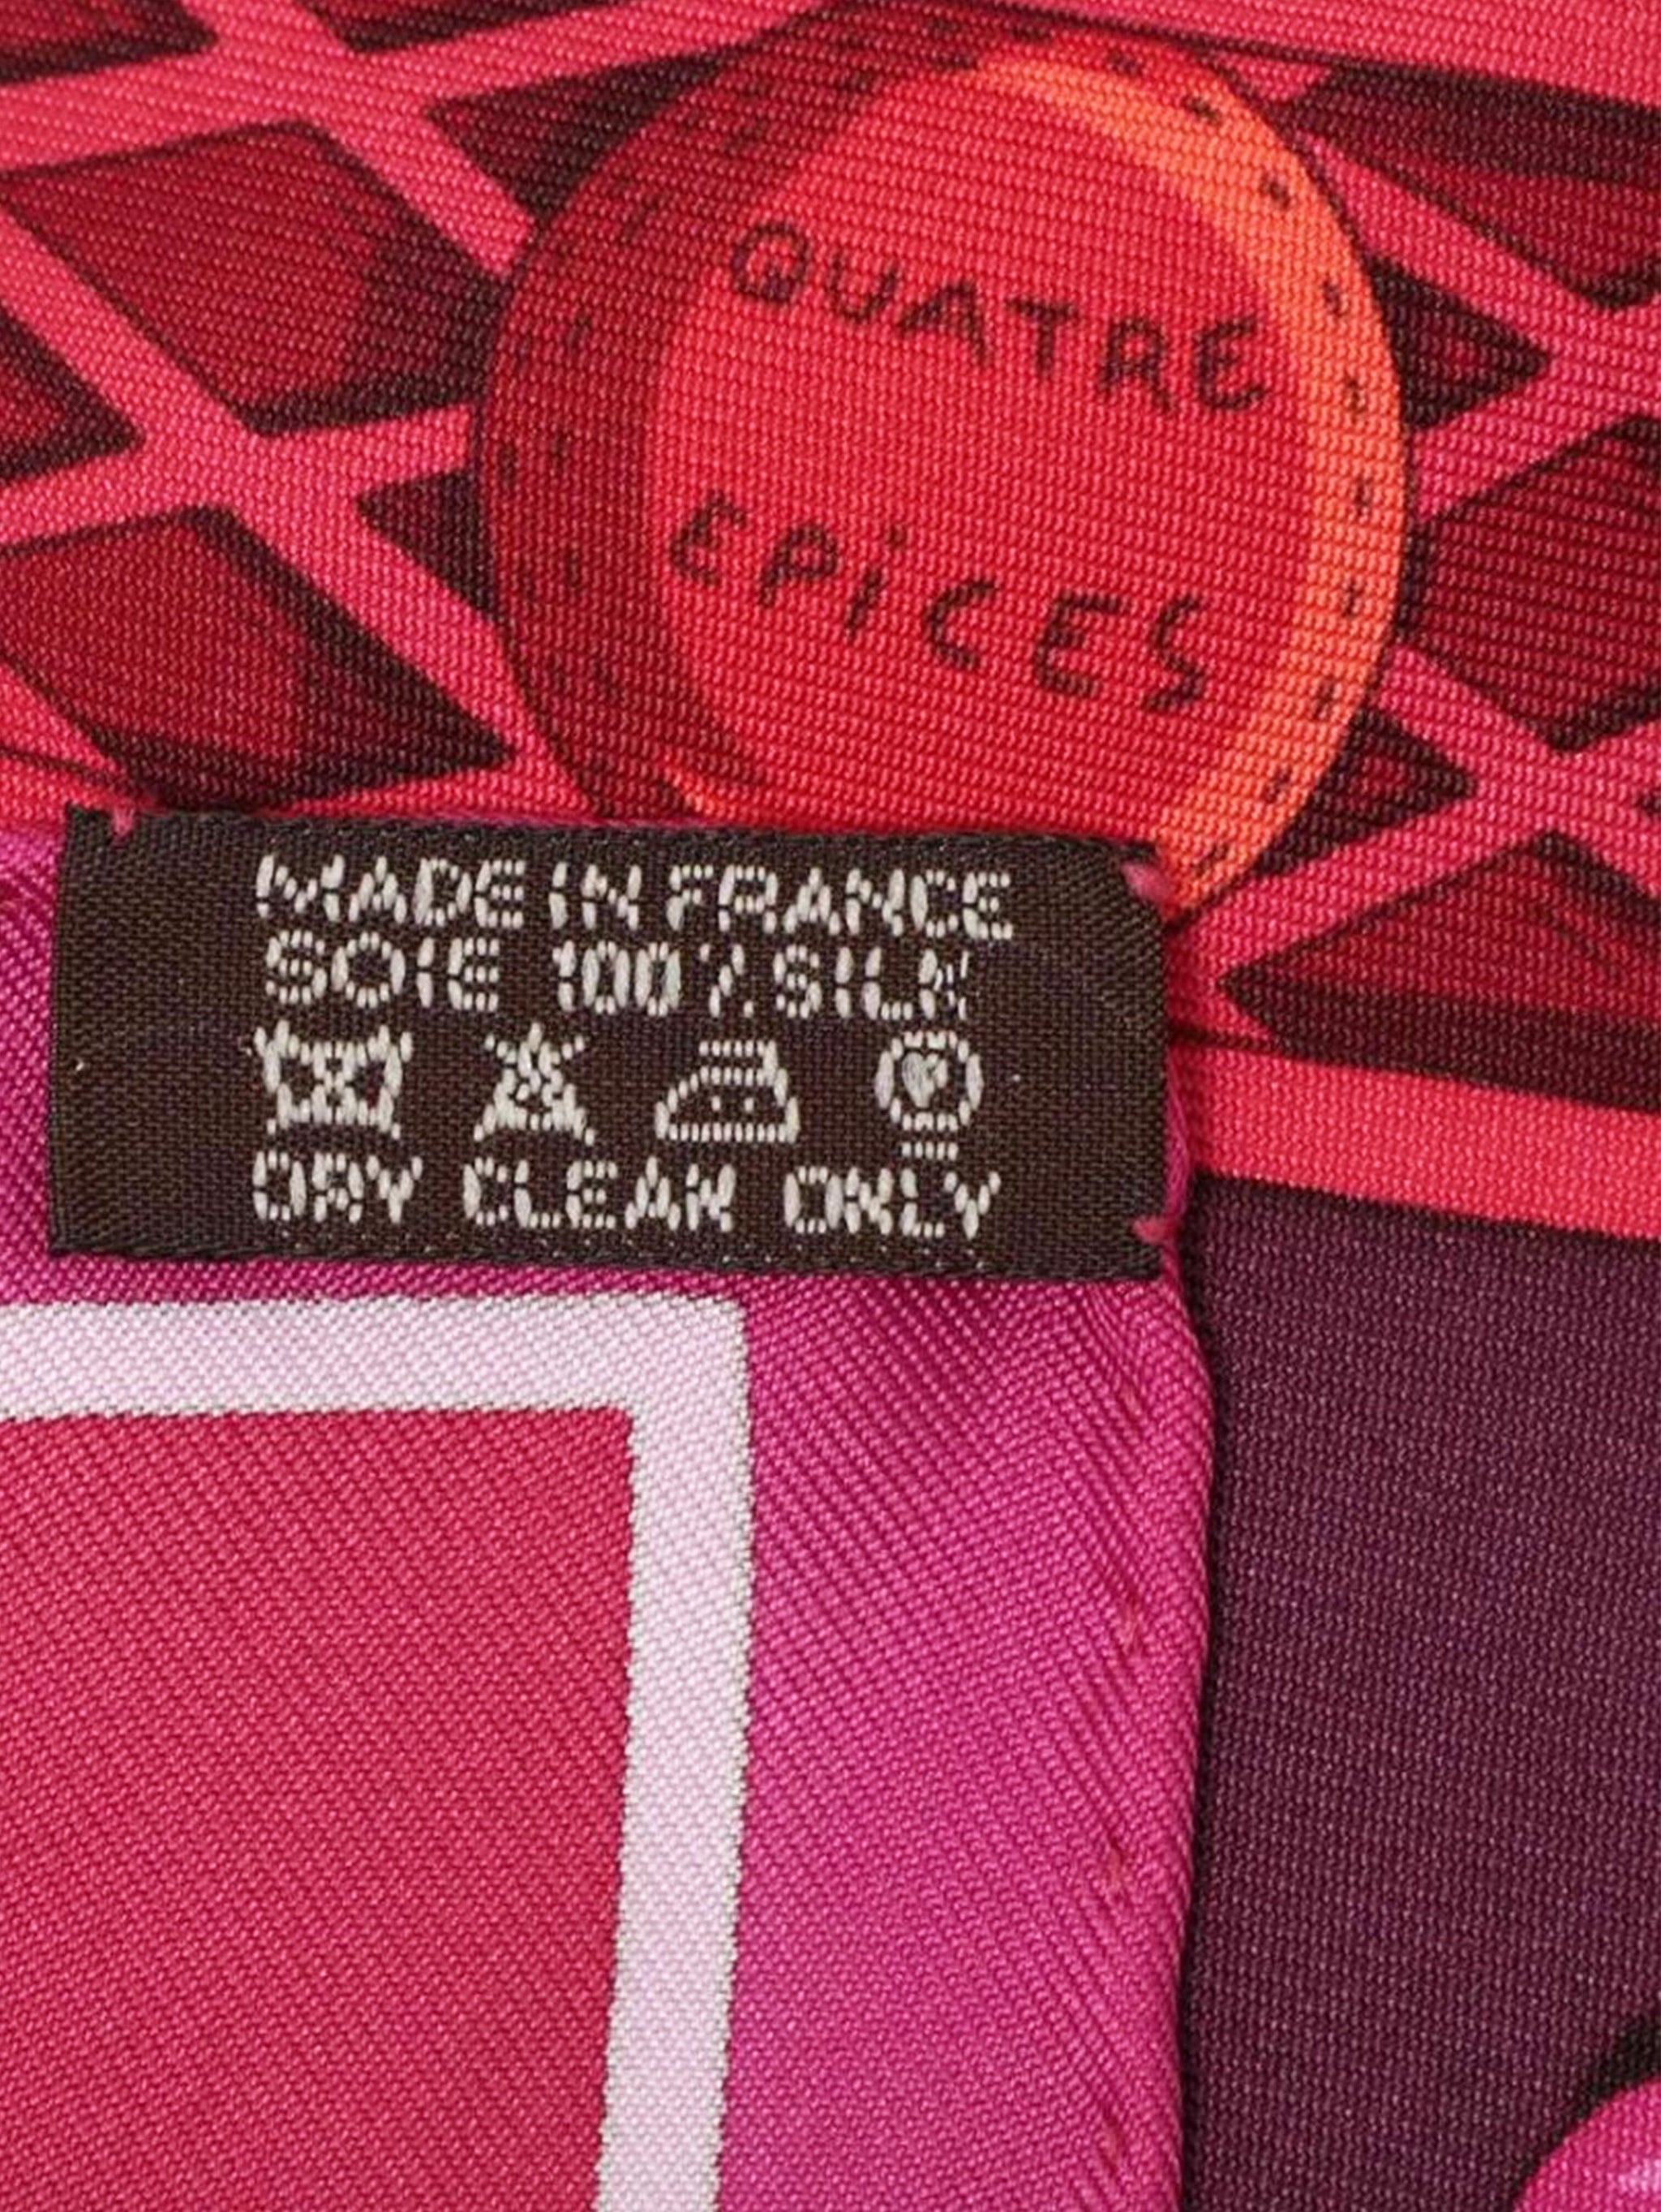 QUATRE
EPiCES
MADE IN FRANCE
SOIE 100% SILK
DRY CLEAN ONLY